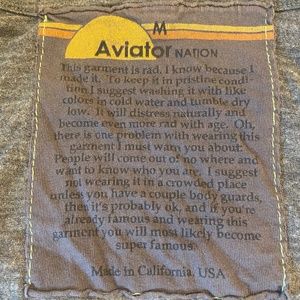 M
Aviator NATION
This garment is rad. I know because I
made it. To keep it in pristine condi-
tion I suggest washing it with like
colors in cold water and tumble dry
low. It will distress naturally and
become even more rad with age. Oh,
there is one problem with wearing this
garment I must warn you about:
People will come out of no where and
want to know who you are. I suggest
not wearing it in a crowded place
unless you have a couple body guards,
then it's probably ok, and if you're
already famous and wearing this
garment you will most likely become
super famous.
Made in California, USA